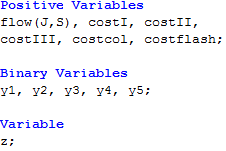 Positive Variables
flow(J,S), costI, costII,
costIII, costcol, costflash;
Binary Variables
y1, y2, y3, y4, y5;
Variable
z;